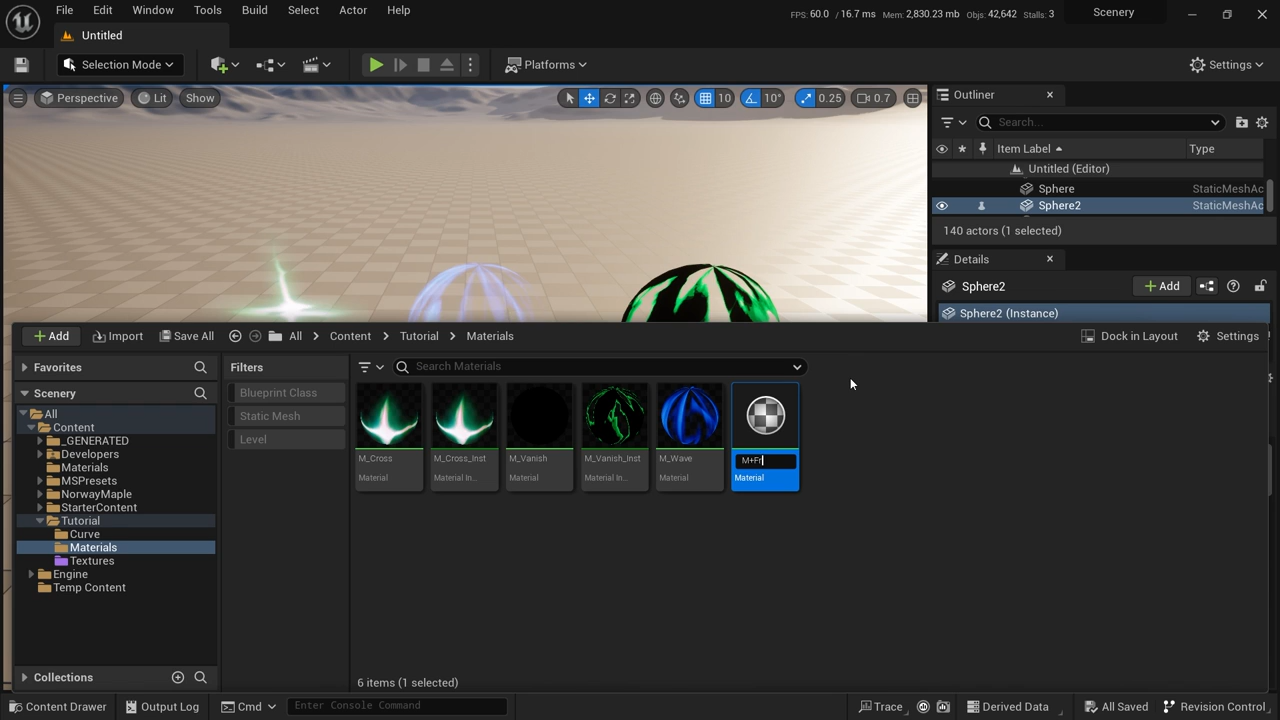 File Edit Window Tools Build Select Actor Help
FPS: 60.0 / 16.7 ms Mem: 2,830.23 mb Objs: 42,642 Stalls: 3
Scenery
Untitled
Selection Mode
Platforms
Settings
Perspective Lit Show
10 10° 0.25 0.7
Outliner
Search...
Item Label Type
Untitled (Editor)
Sphere StaticMeshAc
Sphere2 StaticMeshAc
140 actors (1 selected)
Details
Sphere2
+ Add
Sphere2 (Instance)
+ Add Import Save All All > Content > Tutorial > Materials Dock in Layout Settings
Favorites
Scenery
All
Content
_GENERATED
Developers
Materials
MSPresets
NorwayMaple
StarterContent
Tutorial
Curve
Materials
Textures
Engine
Temp Content
Collections
Filters
Blueprint Class
Static Mesh
Level
Search Materials
M_Cross M_Cross_Inst M_Vanish M_Vanish_Inst M_Wave M+Fr
Material Material In... Material Material In... Material Material
6 items (1 selected)
Content Drawer Output Log Cmd Enter Console Command Trace Derived Data All Saved Revision Control